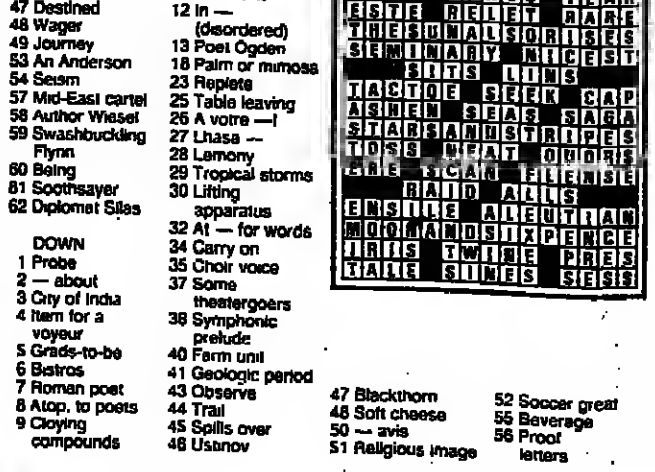 47 Destined
48 Wager
49 Journey
53 An Anderson
54 Seism
57 Mid-East cartel
58 Author Wiesel
59 Swashbuckling
Flynn
60 Being
81 Soothsayer
62 Diplomat Silas
DOWN
1 Probe
2 — about
3 City of India
4 Item for a
voyeur
5 Grads-to-be
6 Bistros
7 Roman poet
8 Atop, to poets
9 Cloying
compounds
12 In —
(disordered)
13 Poet Ogden
18 Palm or mimosa
23 Replete
25 Table leaving
26 A votre —!
27 Lhasa —
28 Lemony
29 Tropical storms
30 Lifting
apparatus
32 At — for words
34 Carry on
35 Choir voice
37 Some
theatergoers
38 Symphonic
prelude
40 Farm unit
41 Geologic period
43 Observe
44 Trail
45 Spills over
46 Ustinov
ESTE RELET RARE
THESUNALSORISES
SEMINARY NICEST
SITS LINS
TACTOE SEEK CAP
ASHEN SEAS SAGA
STARSANDSTRIPES
TOSS NEAT QUORS
ERE SCAN FLENSE
RAID ALLS
ENSILE ALEUTIAN
MOONANDSIXPENCE
IRIS TWINE PRES
TALE SINES SESS
47 Blackthorn
48 Soft cheese
50 — avis
51 Religious image
52 Soccer great
55 Beverage
56 Proof
letters